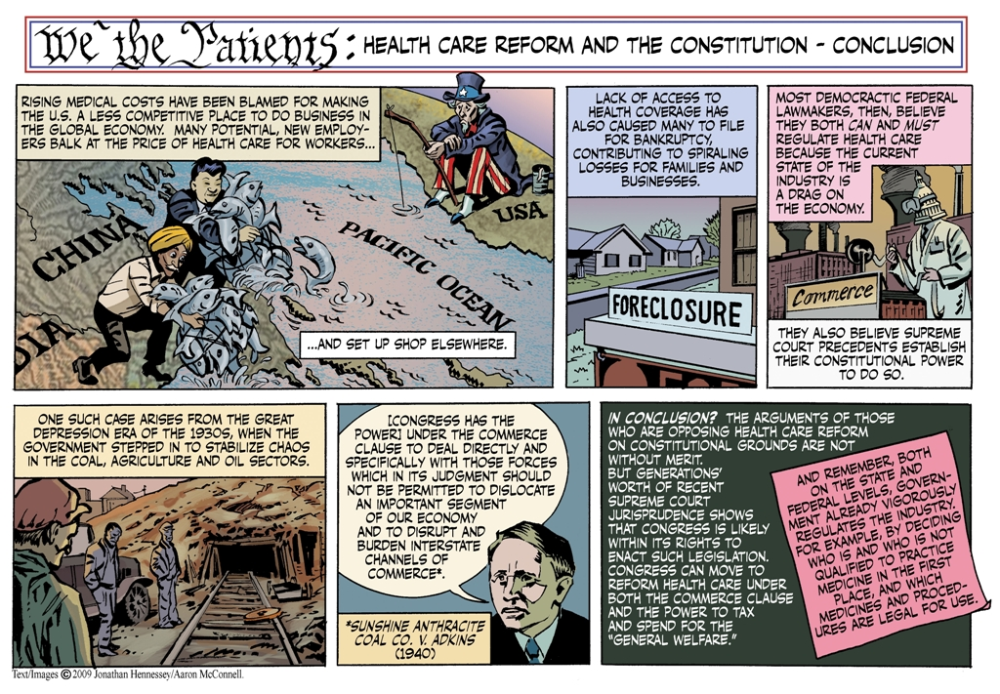 We the Patients: HEALTH CARE REFORM AND THE CONSTITUTION - CONCLUSION
RISING MEDICAL COSTS HAVE BEEN BLAMED FOR MAKING
THE U.S. A LESS COMPETITIVE PLACE TO DO BUSINESS IN
THE GLOBAL ECONOMY. MANY POTENTIAL, NEW EMPLOY-
ERS BALK AT THE PRICE OF HEALTH CARE FOR WORKERS...
CHINA
DIA
PACIFIC
OCEAN
USA
...AND SET UP SHOP ELSEWHERE.
LACK OF ACCESS TO
HEALTH COVERAGE HAS
ALSO CAUSED MANY TO FILE
FOR BANKRUPTCY,
CONTRIBUTING TO SPIRALING
LOSSES FOR FAMILIES AND
BUSINESSES.
FORECLOSURE
MOST DEMOCRACTIC FEDERAL
LAWMAKERS, THEN, BELIEVE
THEY BOTH CAN AND MUST
REGULATE HEALTH CARE
BECAUSE THE CURRENT
STATE OF THE
INDUSTRY IS
A DRAG ON
THE ECONOMY.
Commerce
THEY ALSO BELIEVE SUPREME
COURT PRECEDENTS ESTABLISH
THEIR CONSTITUTIONAL POWER
TO DO SO.
ONE SUCH CASE ARISES FROM THE GREAT
DEPRESSION ERA OF THE 1930S, WHEN THE
GOVERNMENT STEPPED IN TO STABILIZE CHAOS
IN THE COAL, AGRICULTURE AND OIL SECTORS.
[CONGRESS HAS THE
POWER] UNDER THE COMMERCE
CLAUSE TO DEAL DIRECTLY AND
SPECIFICALLY WITH THOSE FORCES
WHICH IN ITS JUDGMENT SHOULD
NOT BE PERMITTED TO DISLOCATE
AN IMPORTANT SEGMENT
OF OUR ECONOMY
AND TO DISRUPT AND
BURDEN INTERSTATE
CHANNELS OF
COMMERCE*.
*SUNSHINE ANTHRACITE
COAL CO. V. ADKINS
(1940)
IN CONCLUSION? THE ARGUMENTS OF THOSE
WHO ARE OPPOSING HEALTH CARE REFORM
ON CONSTITUTIONAL GROUNDS ARE NOT
WITHOUT MERIT.
BUT GENERATIONS'
WORTH OF RECENT
SUPREME COURT
JURISPRUDENCE SHOWS
THAT CONGRESS IS LIKELY
WITHIN ITS RIGHTS TO
ENACT SUCH LEGISLATION.
CONGRESS CAN MOVE TO
REFORM HEALTH CARE UNDER
BOTH THE COMMERCE CLAUSE
AND THE POWER TO TAX
AND SPEND FOR THE
"GENERAL WELFARE."
AND REMEMBER, BOTH
ON THE STATE AND
FEDERAL LEVELS, GOVERN-
MENT ALREADY VIGOROUSLY
REGULATES THE INDUSTRY.
FOR EXAMPLE, BY DECIDING
WHO IS AND WHO IS NOT
QUALIFIED TO PRACTICE
MEDICINE IN THE FIRST
PLACE, AND WHICH
MEDICINES AND PROCED-
URES ARE LEGAL FOR USE.
Text/Images © 2009 Jonathan Hennessey/Aaron McConnell.